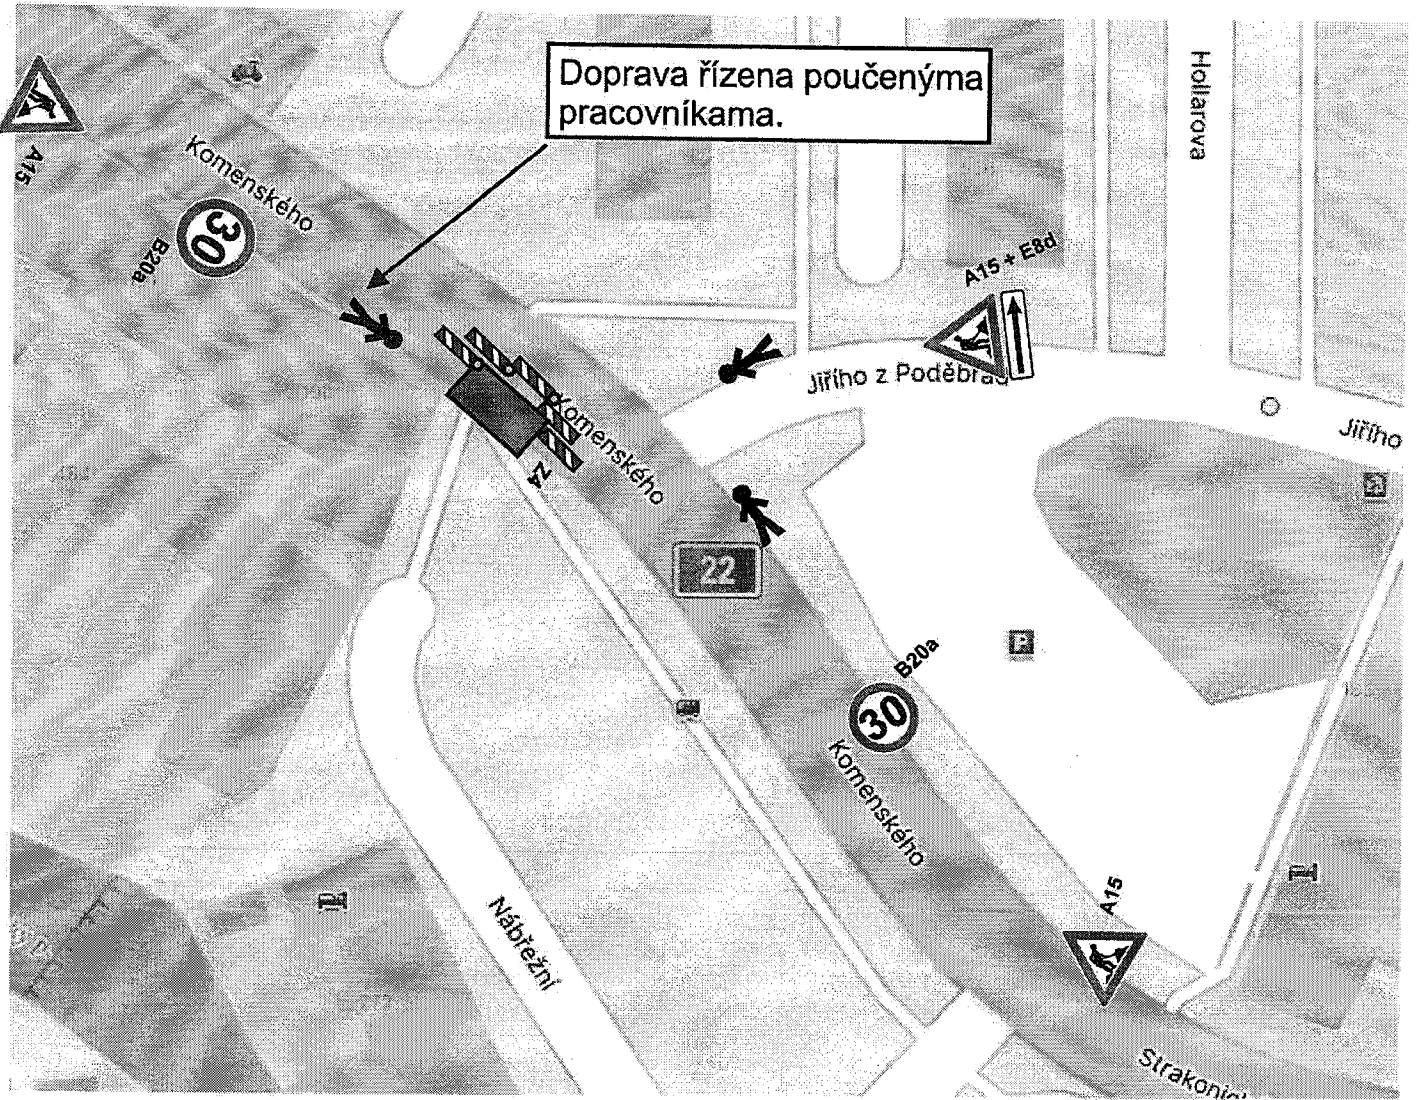 Doprava řízena poučenýma
pracovníkama.
Hollarova
A15
Komenského
30
B20a
A15 + E8d
Jiřího z Poděbrad
Jiřího
Komenského
Z4
22
P
B20a
30
Komenského
A15
Nábřežní